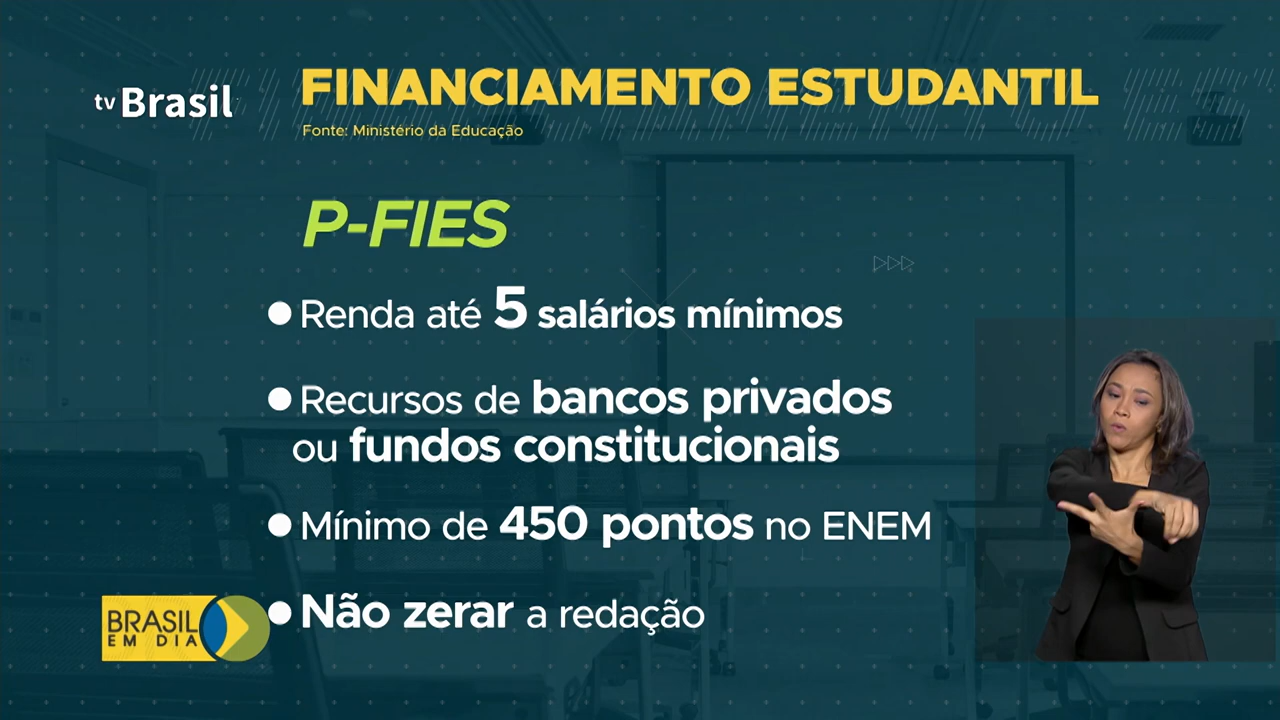 tv Brasil
FINANCIAMENTO ESTUDANTIL
Fonte: Ministério da Educação
P-FIES
Renda até 5 salários mínimos
Recursos de bancos privados
ou fundos constitucionais
Mínimo de 450 pontos no ENEM
Não zerar a redação
BRASIL
EM DIA